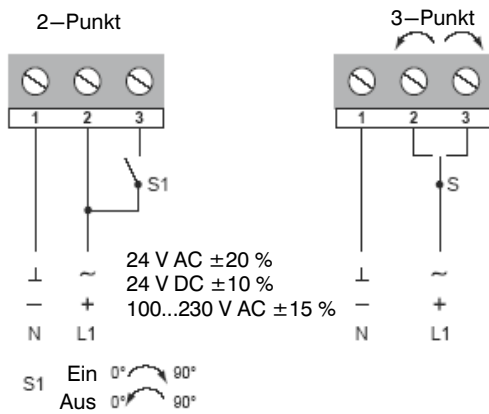 2–Punkt
3–Punkt
1 2 3
1 2 3
S1
S
⊥ ~ 24 V AC ±20 % ⊥ ~
– + 24 V DC ±10 % – +
100...230 V AC ±15 %
N L1
N L1
S1 Ein 0° 90°
Aus 0° 90°